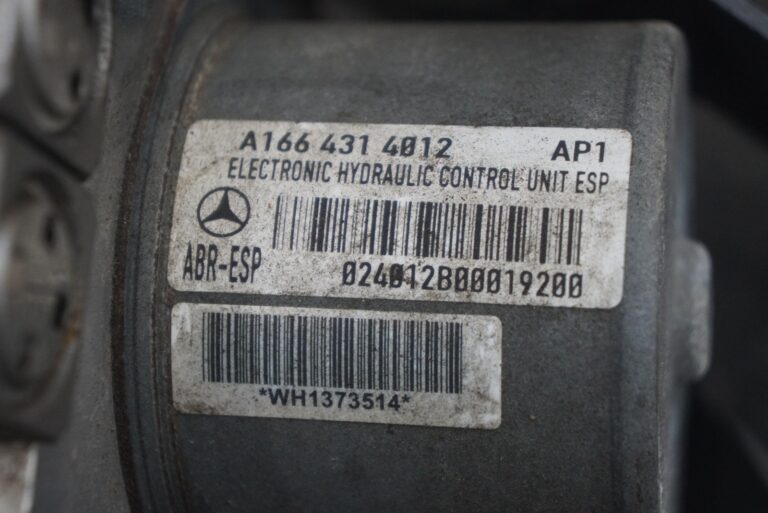 A166 431 4012 AP1
ELECTRONIC HYDRAULIC CONTROL UNIT ESP
ABR-ESP
024012B00019200
*WH1373514*